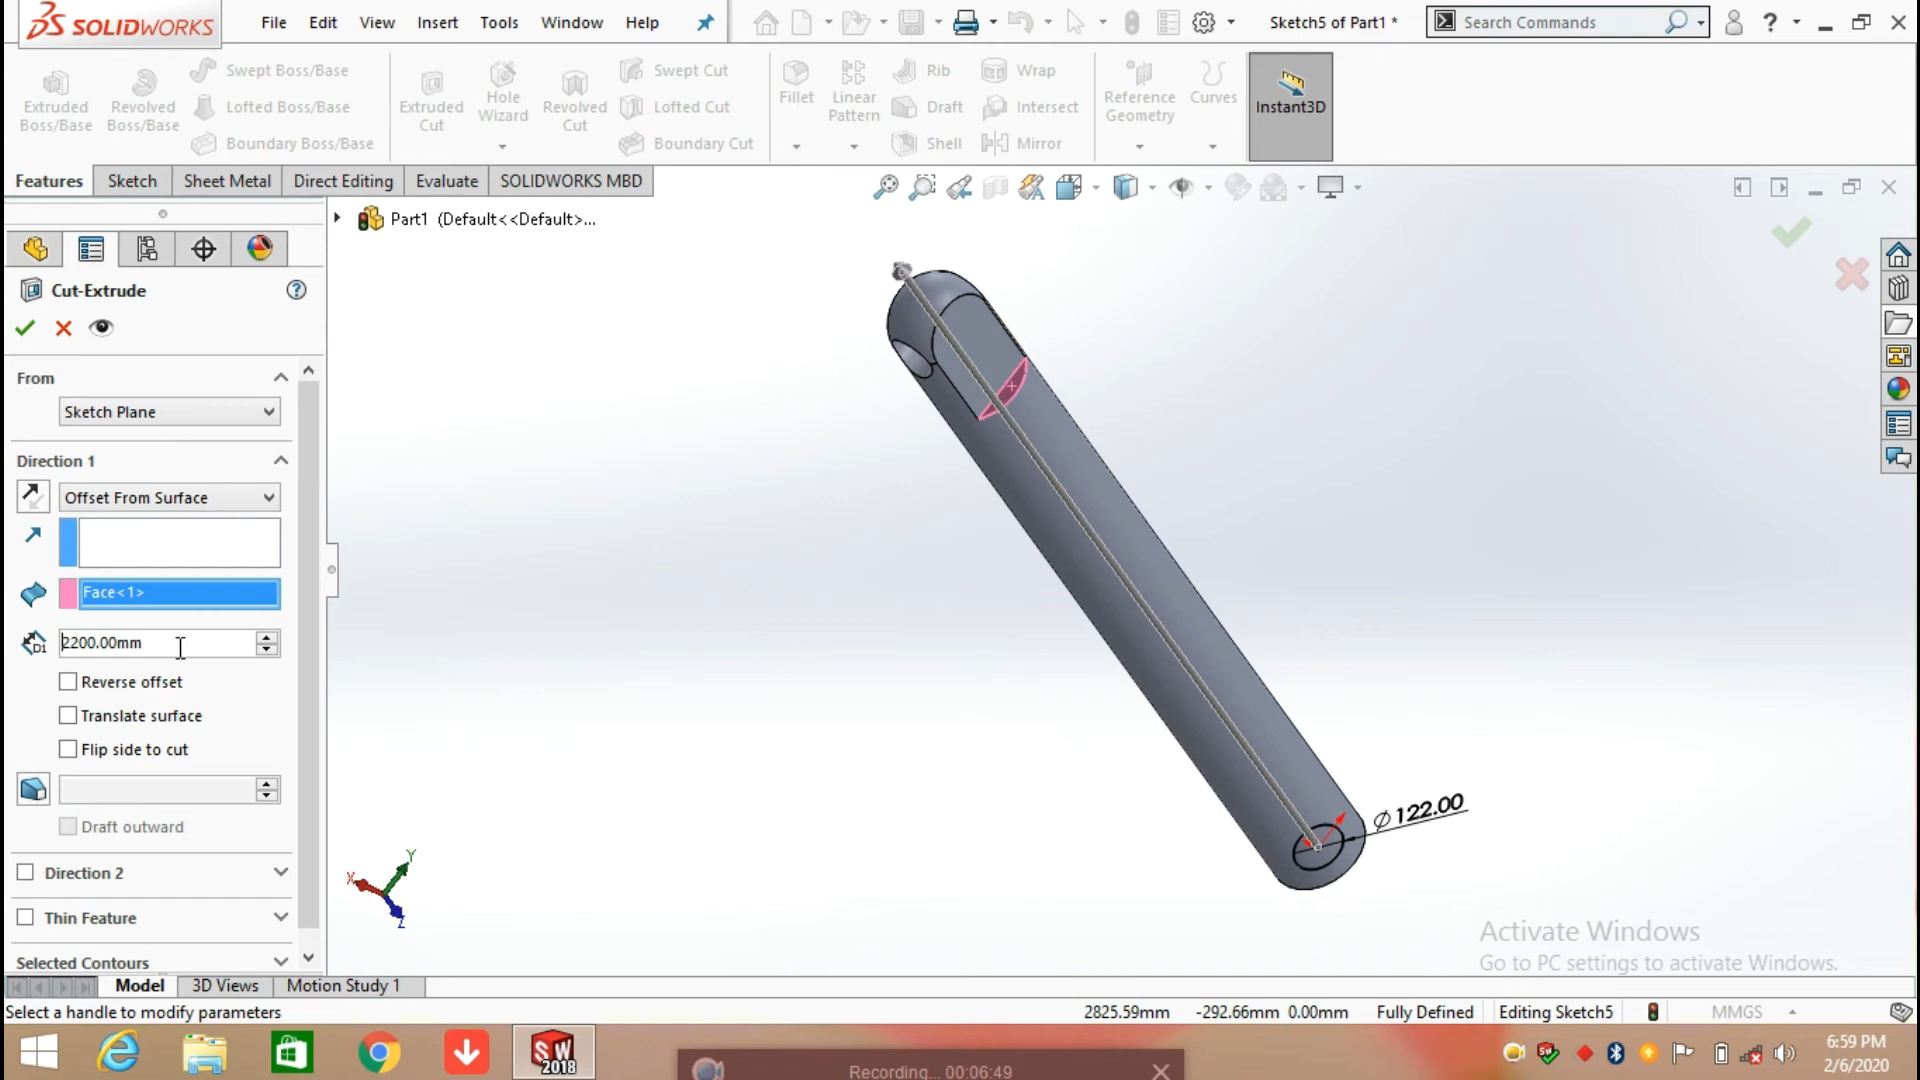 SOLIDWORKS File Edit View Insert Tools Window Help Sketch5 of Part1 * Search Commands
Extruded Boss/Base
Revolved Boss/Base
Swept Boss/Base
Lofted Boss/Base
Boundary Boss/Base
Extruded Cut
Hole Wizard
Revolved Cut
Swept Cut
Lofted Cut
Boundary Cut
Fillet
Linear Pattern
Rib
Draft
Shell
Wrap
Intersect
Mirror
Reference Geometry
Curves
Instant3D
Features Sketch Sheet Metal Direct Editing Evaluate SOLIDWORKS MBD
Part1 (Default<<Default>...
Cut-Extrude
From
Sketch Plane
Direction 1
Offset From Surface
Face<1>
D1
2200.00mm
Reverse offset
Translate surface
Flip side to cut
Draft outward
Direction 2
Thin Feature
Selected Contours
Y
X
Z
∅122.00
Activate Windows
Go to PC settings to activate Windows.
Model 3D Views Motion Study 1
Select a handle to modify parameters 2825.59mm -292.66mm 0.00mm Fully Defined Editing Sketch5 MMGS
SW 2018
Recording... 00:06:49
6:59 PM
2/6/2020